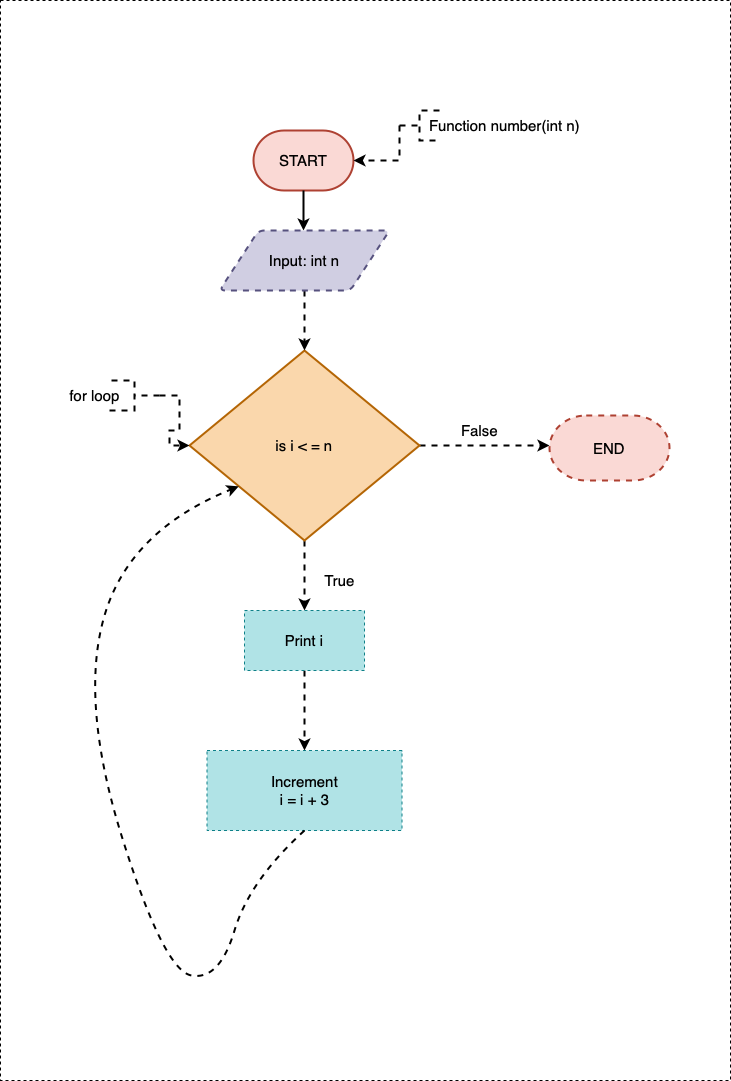 Function number(int n)
START
Input: int n
for loop
is i < = n
False
END
True
Print i
Increment
i = i + 3